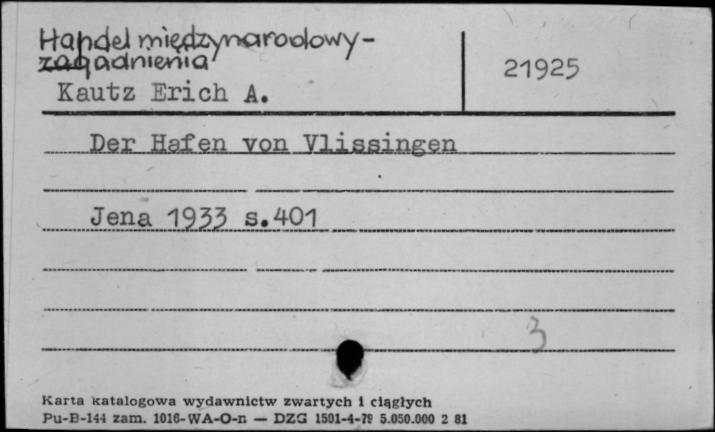 Handel międzynarodowy-
zagadnienia
21925
Kautz Erich A.
Der Hafen von Vlissingen
Jena 1933 s.401
3
Karta katalogowa wydawnictw zwartych i ciągłych
Pu-B-144 zam. 1016-WA-O-n — DZG 1501-4-79 5.050.000 2 81